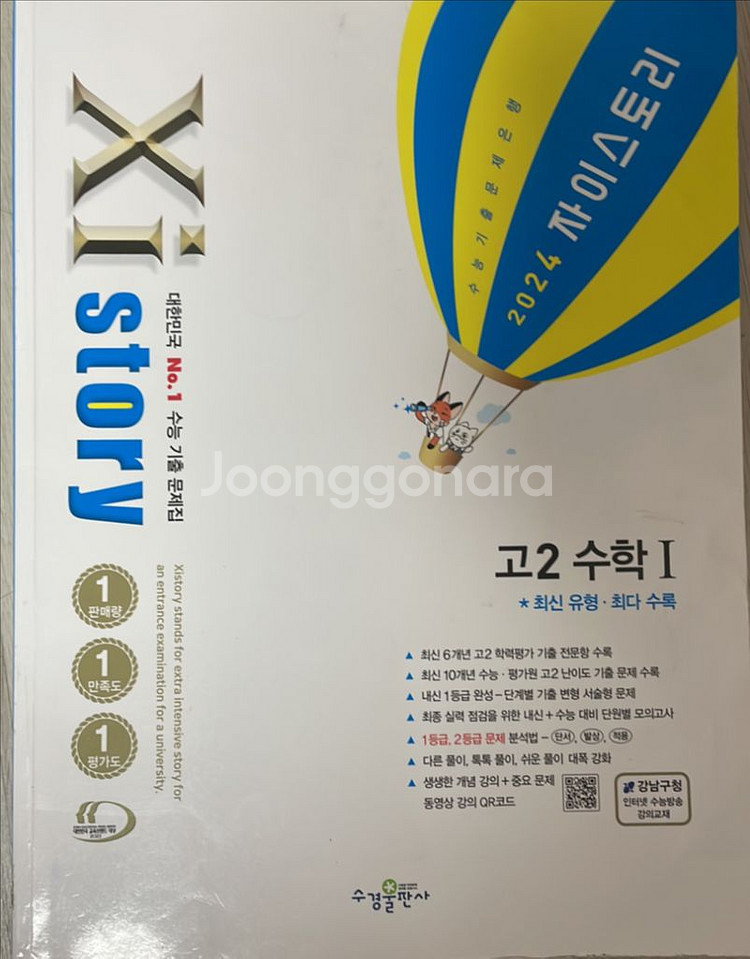 Xi story
대한민국 No.1 수능 기출 문제집
Xistory stands for extra intensive story for
an entrance examination for a university.
수능기출문제은행
2024 자이스토리
Joonggonara
고2 수학Ⅰ
* 최신 유형·최다 수록
1
판매량
1
만족도
1
평가도
▲ 최신 6개년 고2 학력평가 기출 전문항 수록
▲ 최신 10개년 수능·평가원 고2 난이도 기출 문제 수록
▲ 내신 1등급 완성 – 단계별 기출 변형 서술형 문제
▲ 최종 실력 점검을 위한 내신+수능 대비 단원별 모의고사
▲ 1등급, 2등급 문제 분석법 – 단서, 발상, 적용
▲ 다른 풀이, 톡톡 풀이, 쉬운 풀이 대폭 강화
▲ 생생한 개념 강의+중요 문제
동영상 강의 QR코드
강남구청
인터넷 수능방송
강의교재
수경출판사